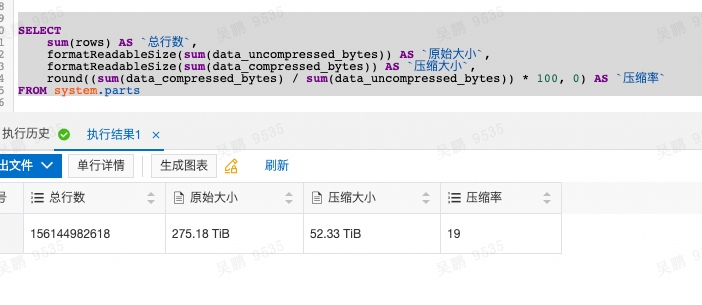 SELECT
sum(rows) AS `总行数`,
formatReadableSize(sum(data_uncompressed_bytes)) AS `原始大小`,
formatReadableSize(sum(data_compressed_bytes)) AS `压缩大小`,
round((sum(data_compressed_bytes) / sum(data_uncompressed_bytes)) * 100, 0) AS `压缩率`
FROM system.parts
执行历史 执行结果1 ×
出文件 单行详情 生成图表 刷新
号 总行数 原始大小 压缩大小 压缩率
156144982618 275.18 TiB 52.33 TiB 19
吴鹏 9535